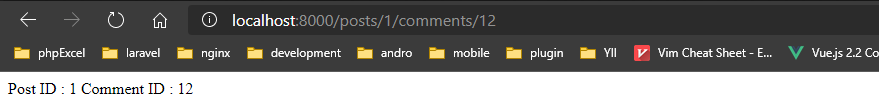 localhost:8000/posts/1/comments/12
phpExcel laravel nginx development andro mobile plugin YII Vim Cheat Sheet - E... Vue.js 2.2 Co
Post ID : 1 Comment ID : 12